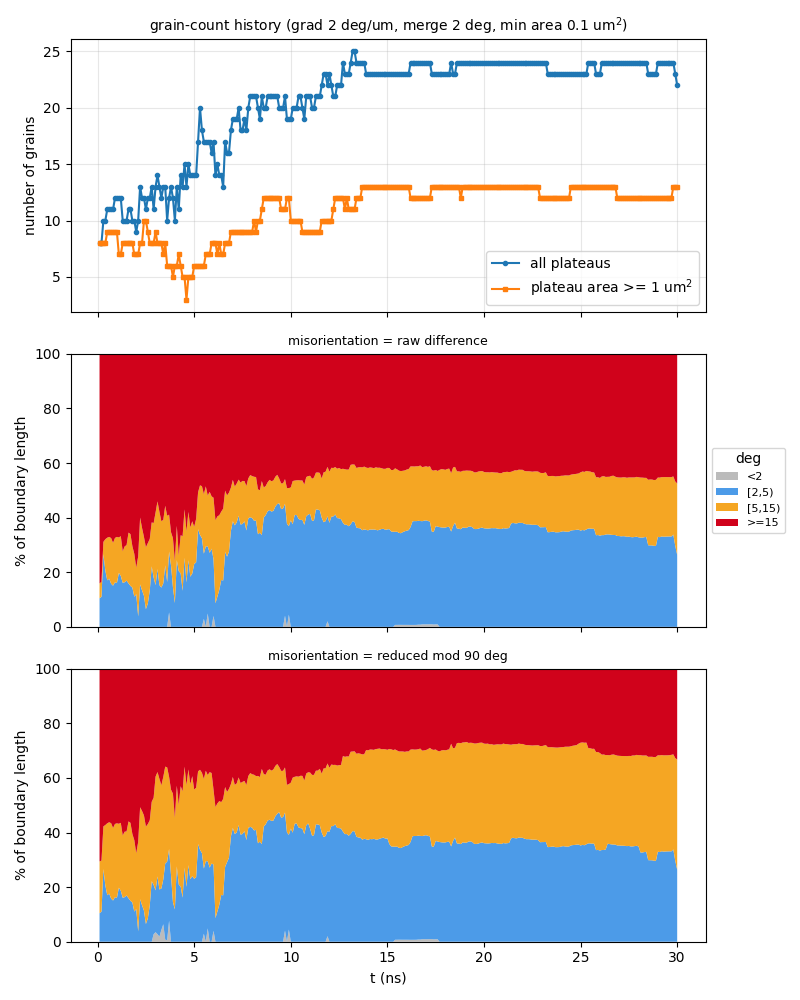 grain-count history (grad 2 deg/um, merge 2 deg, min area 0.1 um²)
25
20
15
10
5
number of grains
all plateaus
plateau area >= 1 um²
misorientation = raw difference
100
80
60
40
20
0
% of boundary length
deg
<2
[2,5)
[5,15)
>=15
misorientation = reduced mod 90 deg
100
80
60
40
20
0
% of boundary length
0 5 10 15 20 25 30
t (ns)